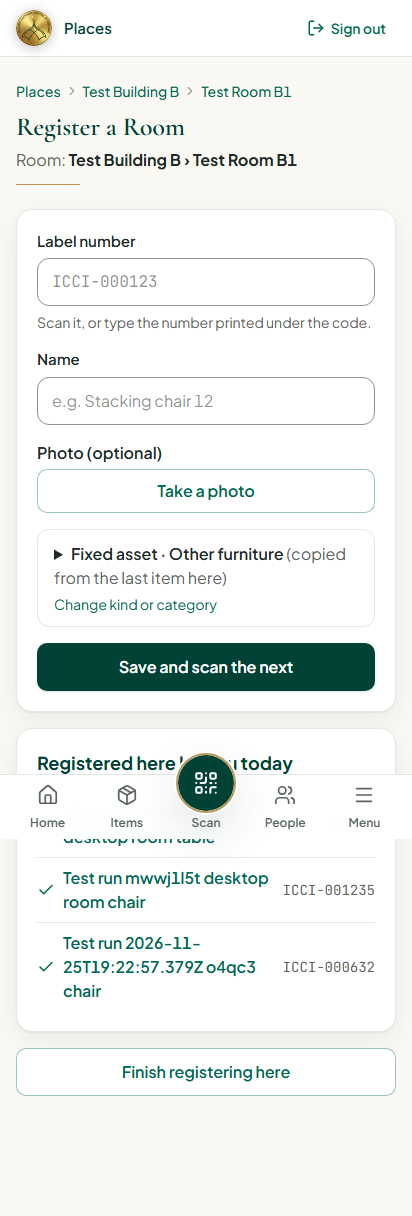 Places
Sign out
Places > Test Building B > Test Room B1
Register a Room
Room: Test Building B › Test Room B1
Label number
ICCI-000123
Scan it, or type the number printed under the code.
Name
e.g. Stacking chair 12
Photo (optional)
Take a photo
▶ Fixed asset · Other furniture (copied
from the last item here)
Change kind or category
Save and scan the next
Registered here today
Home
Items
Scan
People
Menu
desktop room table
Test run mwwj1l5t desktop
room chair
ICCI-001235
Test run 2026-11-
25T19:22:57.379Z o4qc3
chair
ICCI-000632
Finish registering here